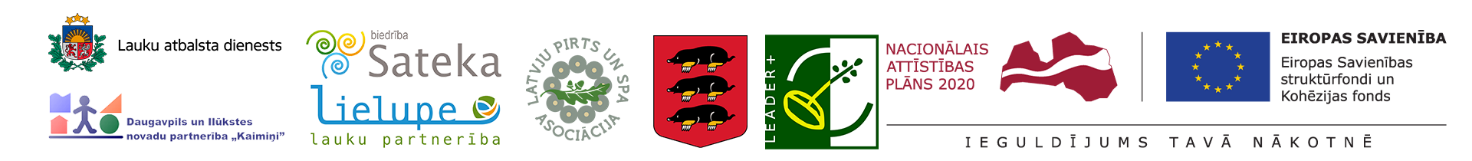 Lauku atbalsta dienests
Daugavpils un Ilūkstes
novadu partnerība „Kaimiņi”
biedrība
Sateka
Lielupe
lauku partnerība
LATVJU PIRTS UN SPA
ASOCIĀCIJA
LEADER+
NACIONĀLAIS
ATTĪSTĪBAS
PLĀNS 2020
EIROPAS SAVIENĪBA
Eiropas Savienības
struktūrfondi un
Kohēzijas fonds
IEGULDĪJUMS TAVĀ NĀKOTNĒ